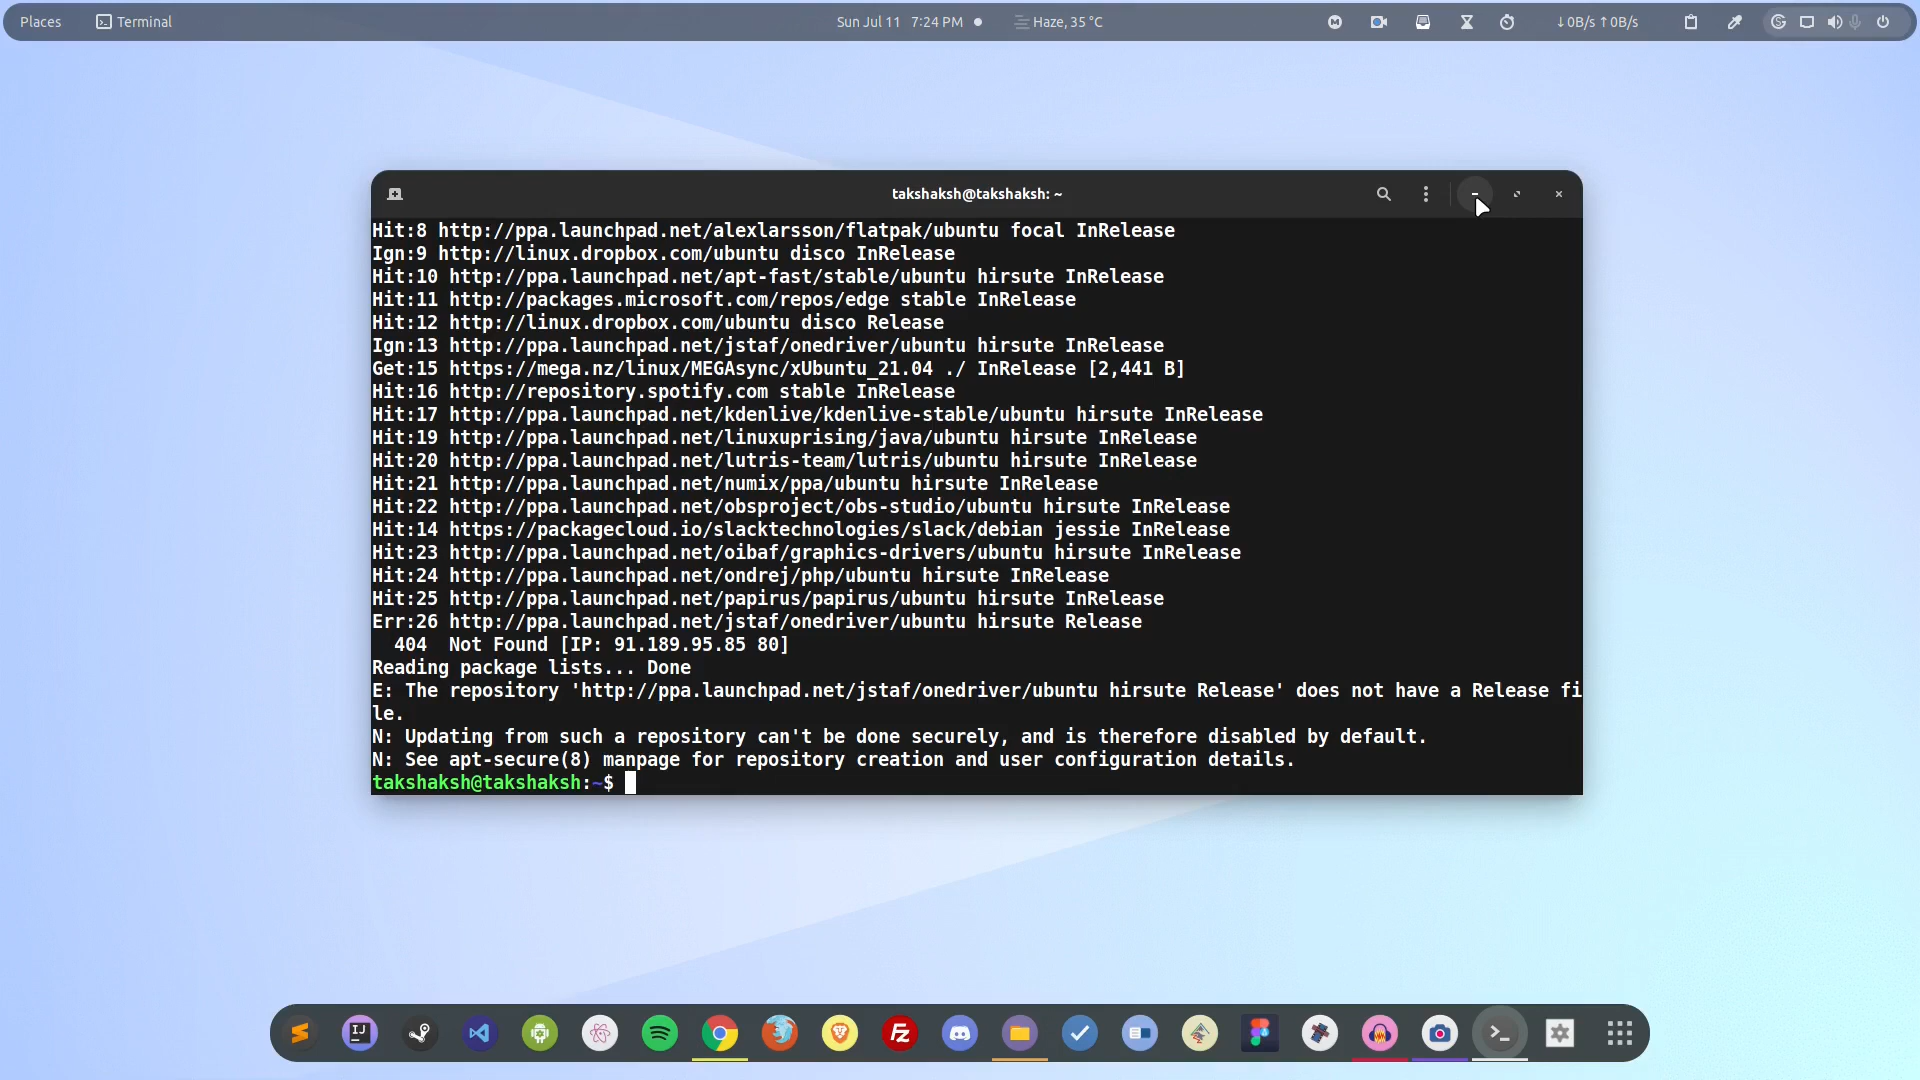 Places
Terminal
Sun Jul 11 7:24 PM
Haze, 35 °C
↓0B/s ↑0B/s
takshaksh@takshaksh: ~
Hit:8 http://ppa.launchpad.net/alexlarsson/flatpak/ubuntu focal InRelease
Ign:9 http://linux.dropbox.com/ubuntu disco InRelease
Hit:10 http://ppa.launchpad.net/apt-fast/stable/ubuntu hirsute InRelease
Hit:11 http://packages.microsoft.com/repos/edge stable InRelease
Hit:12 http://linux.dropbox.com/ubuntu disco Release
Ign:13 http://ppa.launchpad.net/jstaf/onedriver/ubuntu hirsute InRelease
Get:15 https://mega.nz/linux/MEGAsync/xUbuntu_21.04 ./ InRelease [2,441 B]
Hit:16 http://repository.spotify.com stable InRelease
Hit:17 http://ppa.launchpad.net/kdenlive/kdenlive-stable/ubuntu hirsute InRelease
Hit:19 http://ppa.launchpad.net/linuxuprising/java/ubuntu hirsute InRelease
Hit:20 http://ppa.launchpad.net/lutris-team/lutris/ubuntu hirsute InRelease
Hit:21 http://ppa.launchpad.net/numix/ppa/ubuntu hirsute InRelease
Hit:22 http://ppa.launchpad.net/obsproject/obs-studio/ubuntu hirsute InRelease
Hit:14 https://packagecloud.io/slacktechnologies/slack/debian jessie InRelease
Hit:23 http://ppa.launchpad.net/oibaf/graphics-drivers/ubuntu hirsute InRelease
Hit:24 http://ppa.launchpad.net/ondrej/php/ubuntu hirsute InRelease
Hit:25 http://ppa.launchpad.net/papirus/papirus/ubuntu hirsute InRelease
Err:26 http://ppa.launchpad.net/jstaf/onedriver/ubuntu hirsute Release
404  Not Found [IP: 91.189.95.85 80]
Reading package lists... Done
E: The repository 'http://ppa.launchpad.net/jstaf/onedriver/ubuntu hirsute Release' does not have a Release fi
le.
N: Updating from such a repository can't be done securely, and is therefore disabled by default.
N: See apt-secure(8) manpage for repository creation and user configuration details.
takshaksh@takshaksh:~$